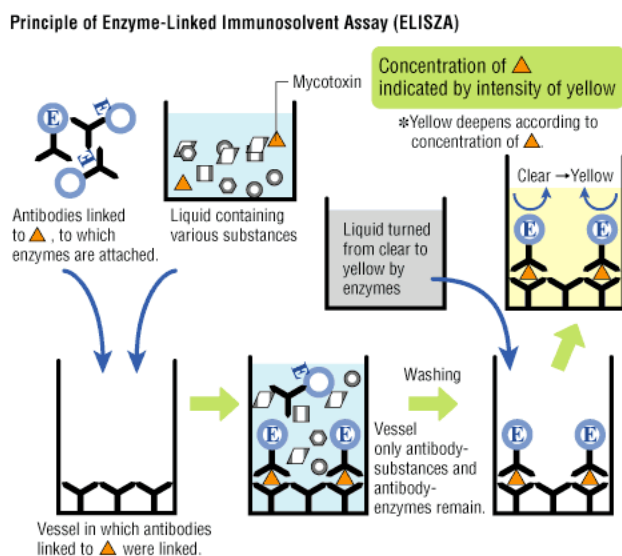 Principle of Enzyme-Linked Immunosolvent Assay (ELISZA)
Mycotoxin
Concentration of
indicated by intensity of yellow
*Yellow deepens according to
concentration of .
E
E
E
Antibodies linked
to , to which
enzymes are attached.
Liquid containing
various substances
Liquid turned
from clear to
yellow by
enzymes
Clear → Yellow
E
E
Vessel in which antibodies
linked to were linked.
E
E
E
Washing
Vessel
only antibody-
substances and
antibody-
enzymes remain.
E
E